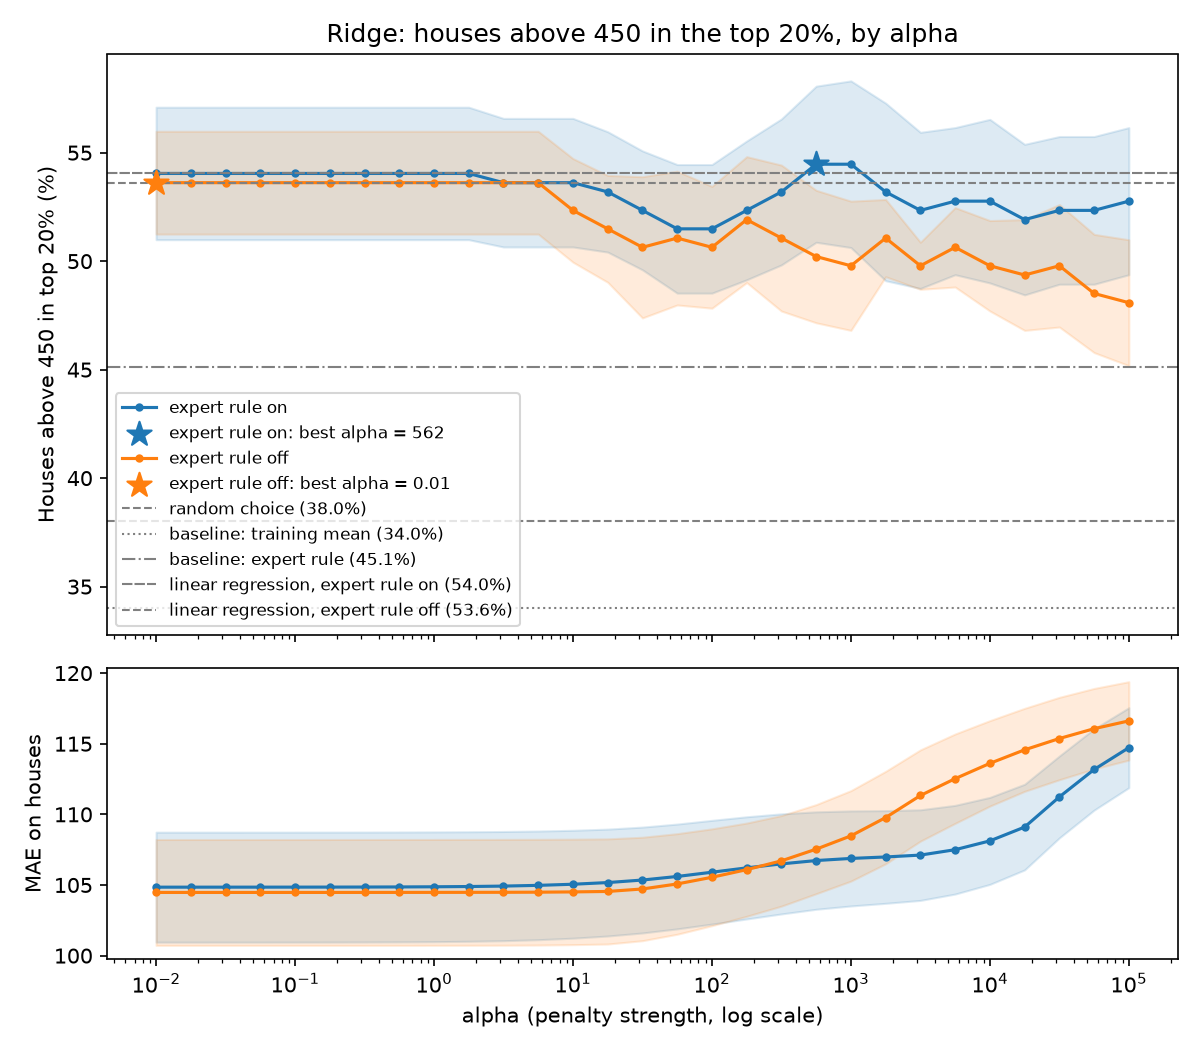 Ridge: houses above 450 in the top 20%, by alpha
Houses above 450 in top 20% (%)
55
50
45
40
35
expert rule on
expert rule on: best alpha = 562
expert rule off
expert rule off: best alpha = 0.01
random choice (38.0%)
baseline: training mean (34.0%)
baseline: expert rule (45.1%)
linear regression, expert rule on (54.0%)
linear regression, expert rule off (53.6%)
MAE on houses
120
115
110
105
100
10⁻² 10⁻¹ 10⁰ 10¹ 10² 10³ 10⁴ 10⁵
alpha (penalty strength, log scale)